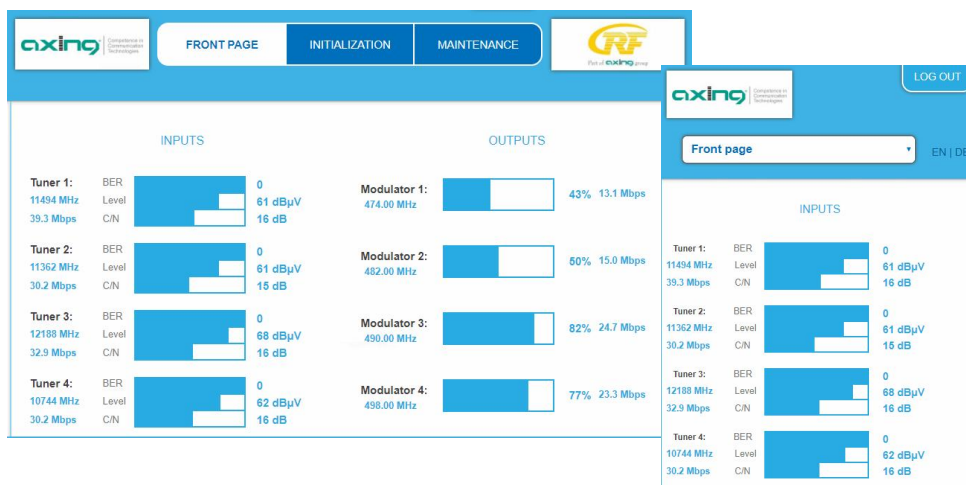 axing
Competence in
Communication
Technologies
FRONT PAGE
INITIALIZATION
MAINTENANCE
CRF
Part of axing group
INPUTS
OUTPUTS
Tuner 1: BER 0
11494 MHz Level 61 dBµV
39.3 Mbps C/N 16 dB
Tuner 2: BER 0
11362 MHz Level 61 dBµV
30.2 Mbps C/N 15 dB
Tuner 3: BER 0
12188 MHz Level 68 dBµV
32.9 Mbps C/N 16 dB
Tuner 4: BER 0
10744 MHz Level 62 dBµV
30.2 Mbps C/N 16 dB
Modulator 1:
474.00 MHz
43% 13.1 Mbps
Modulator 2:
482.00 MHz
50% 15.0 Mbps
Modulator 3:
490.00 MHz
82% 24.7 Mbps
Modulator 4:
498.00 MHz
77% 23.3 Mbps
axing
Competence in
Communication
Technologies
LOG OUT
Front page
EN | DE
INPUTS
Tuner 1: BER 0
11494 MHz Level 61 dBµV
39.3 Mbps C/N 16 dB
Tuner 2: BER 0
11362 MHz Level 61 dBµV
30.2 Mbps C/N 15 dB
Tuner 3: BER 0
12188 MHz Level 68 dBµV
32.9 Mbps C/N 16 dB
Tuner 4: BER 0
10744 MHz Level 62 dBµV
30.2 Mbps C/N 16 dB